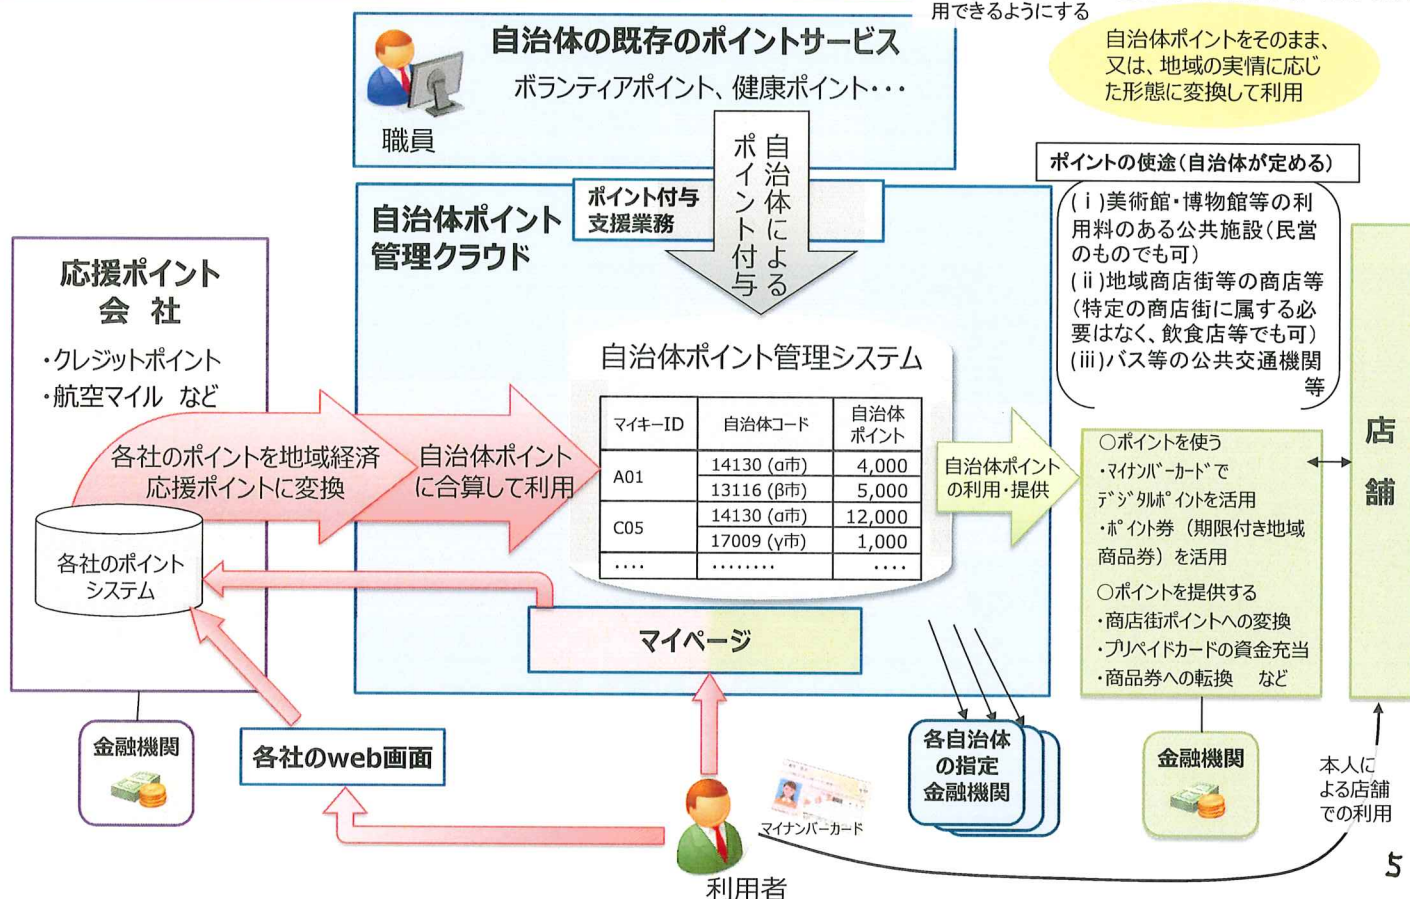 用できるようにする
自治体の既存のポイントサービス
ボランティアポイント、健康ポイント・・・
職員
自治体ポイントをそのまま、
又は、地域の実情に応じ
た形態に変換して利用
自治体による
ポイント付与
ポイント付与
支援業務
自治体ポイント
管理クラウド
ポイントの使途(自治体が定める)
(ⅰ)美術館・博物館等の利
用料のある公共施設(民営
のものでも可)
(ⅱ)地域商店街等の商店等
(特定の商店街に属する必
要はなく、飲食店等でも可)
(ⅲ)バス等の公共交通機関
等
応援ポイント
会 社
・クレジットポイント
・航空マイル など
各社のポイントを地域経済
応援ポイントに変換
自治体ポイント
に合算して利用
各社のポイント
システム
自治体ポイント管理システム
マイキーID 自治体コード 自治体
ポイント
A01 14130 (α市) 4,000
13116 (β市) 5,000
C05 14130 (α市) 12,000
17009 (γ市) 1,000
・・・・ ・・・・・・・・ ・・・・
自治体ポイント
の利用・提供
○ポイントを使う
・マイナンバーカードで
デジタルポイントを活用
・ポイント券(期限付き地域
商品券)を活用
○ポイントを提供する
・商店街ポイントへの変換
・プリペイドカードの資金充当
・商品券への転換 など
店
舗
マイページ
金融機関
各社のweb画面
マイナンバーカード
利用者
各自治体
の指定
金融機関
金融機関
本人に
よる店舗
での利用
5